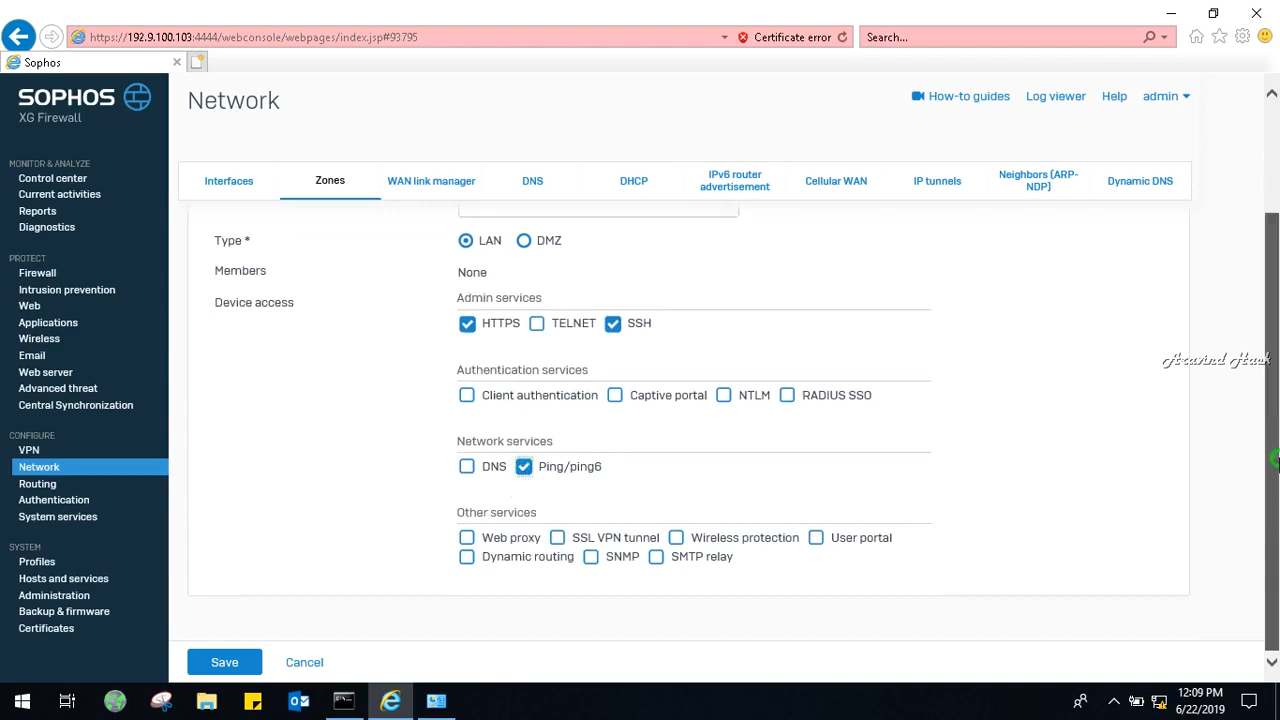 https://192.9.100.103:4444/webconsole/webpages/index.jsp#93795
Certificate error
Search...
Sophos
SOPHOS
XG Firewall
Network
How-to guides
Log viewer
Help
admin
Interfaces
Zones
WAN link manager
DNS
DHCP
IPv6 router
advertisement
Cellular WAN
IP tunnels
Neighbors (ARP-
NDP)
Dynamic DNS
MONITOR & ANALYZE
Control center
Current activities
Reports
Diagnostics
PROTECT
Firewall
Intrusion prevention
Web
Applications
Wireless
Email
Web server
Advanced threat
Central Synchronization
CONFIGURE
VPN
Network
Routing
Authentication
System services
SYSTEM
Profiles
Hosts and services
Administration
Backup & firmware
Certificates
Type *
LAN
DMZ
Members
None
Device access
Admin services
HTTPS
TELNET
SSH
Authentication services
Client authentication
Captive portal
NTLM
RADIUS SSO
Network services
DNS
Ping/ping6
Other services
Web proxy
SSL VPN tunnel
Wireless protection
User portal
Dynamic routing
SNMP
SMTP relay
Aravind Hack
Save
Cancel
12:09 PM
6/22/2019